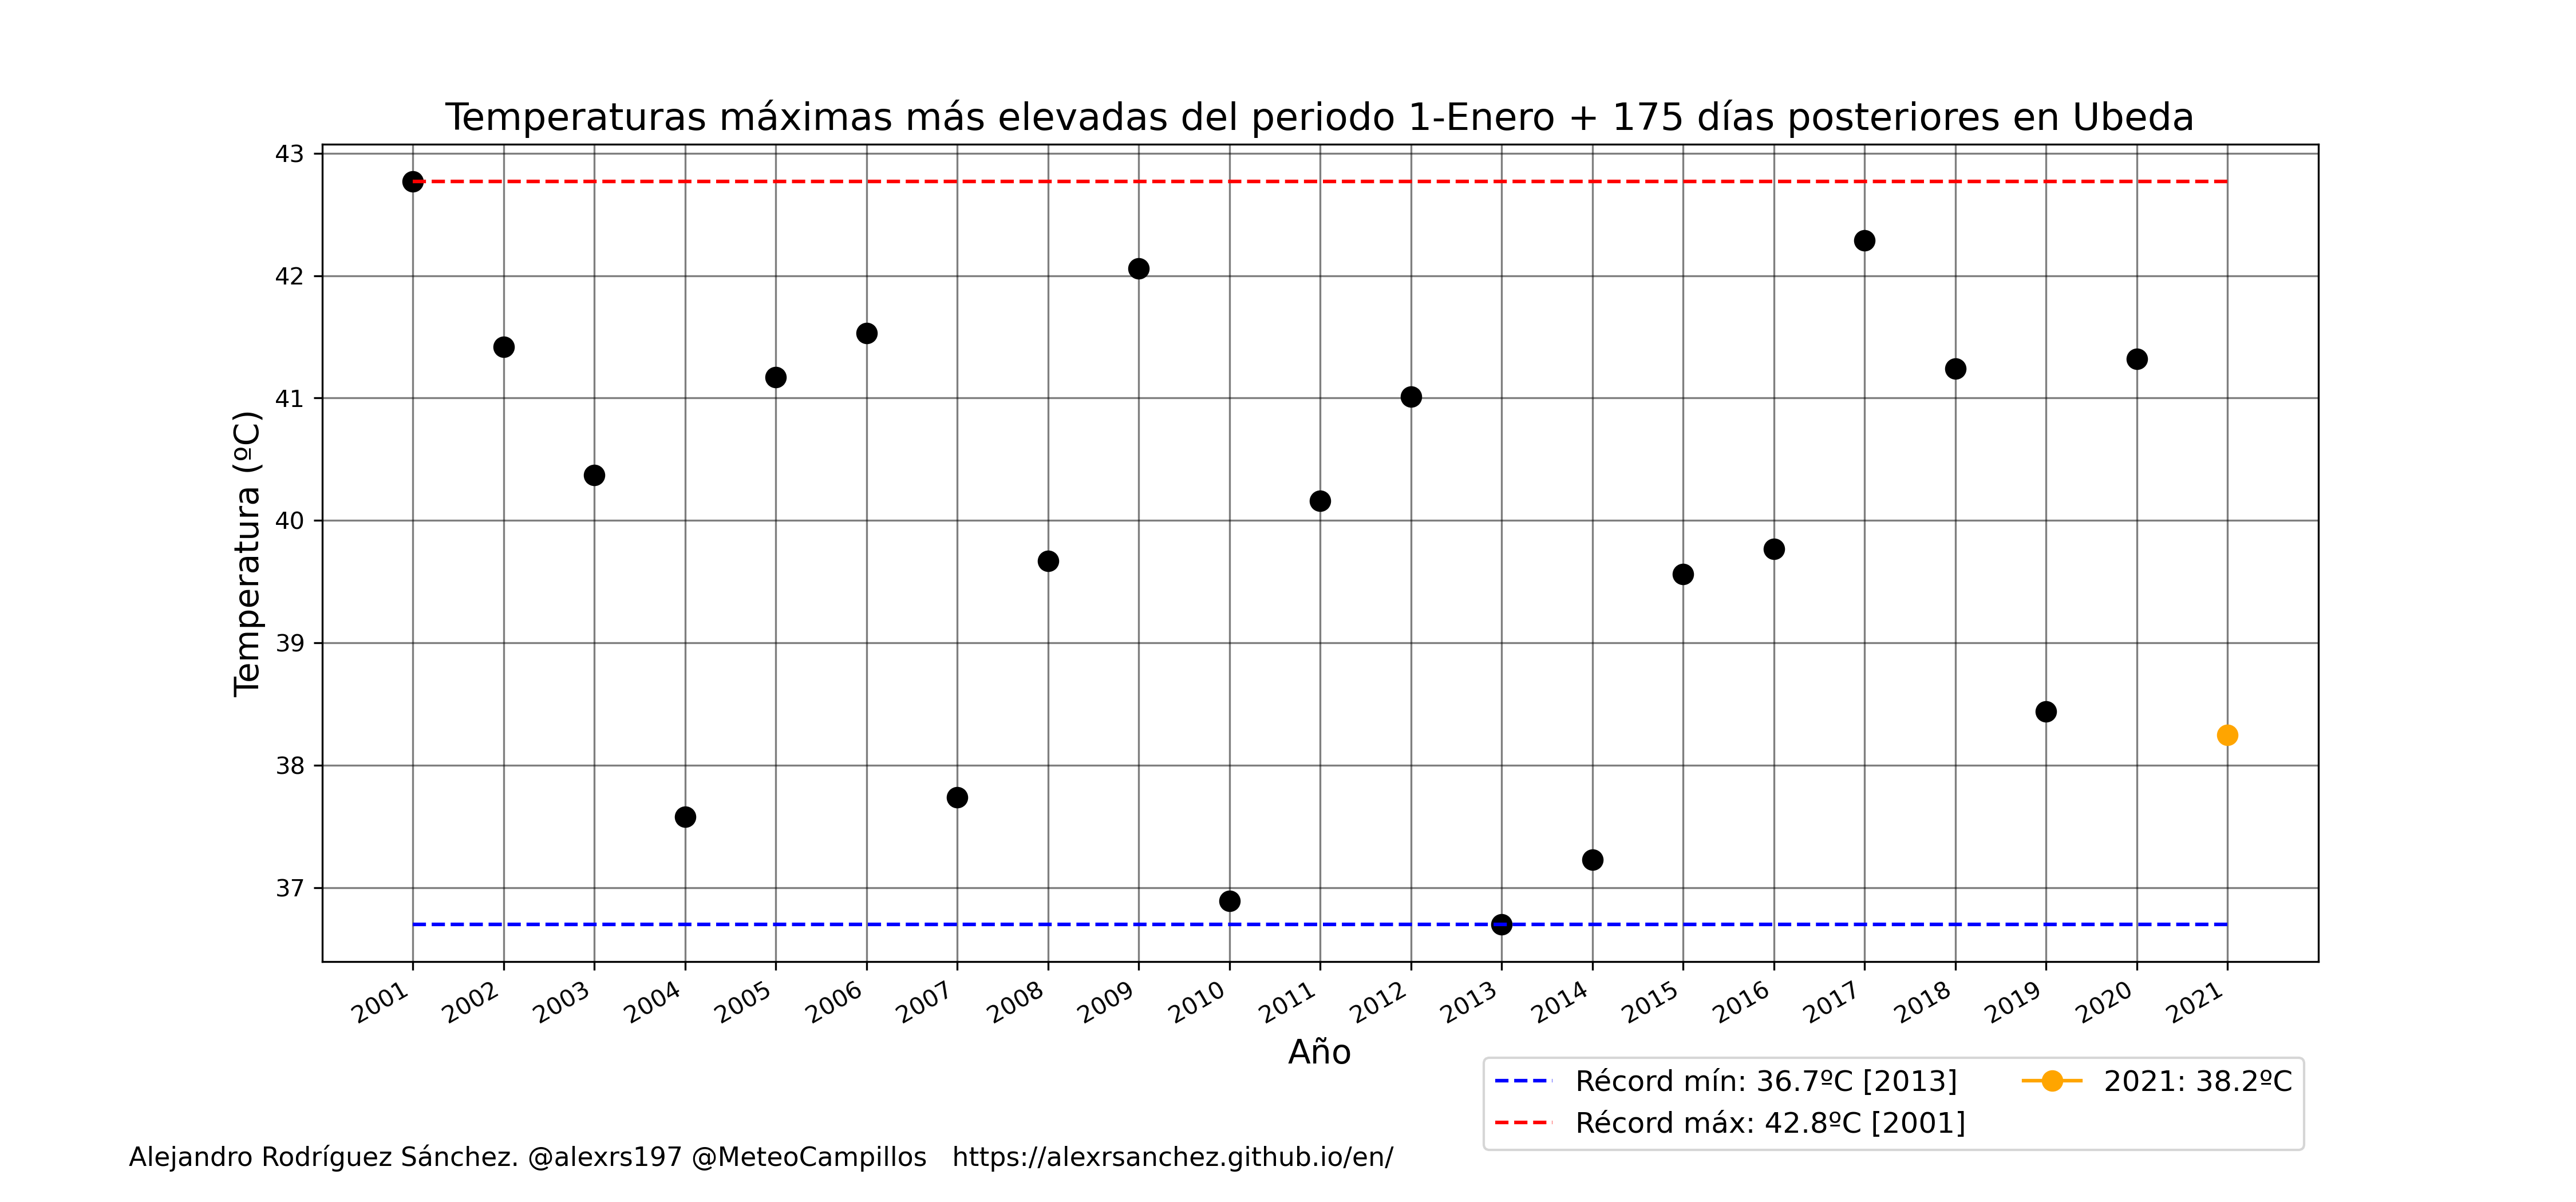 Temperaturas máximas más elevadas del periodo 1-Enero + 175 días posteriores en Ubeda
Temperatura (ºC)
43
42
41
40
39
38
37
2001 2002 2003 2004 2005 2006 2007 2008 2009 2010 2011 2012 2013 2014 2015 2016 2017 2018 2019 2020 2021
Año
Récord mín: 36.7ºC [2013]
Récord máx: 42.8ºC [2001]
2021: 38.2ºC
Alejandro Rodríguez Sánchez. @alexrs197 @MeteoCampillos https://alexrsanchez.github.io/en/